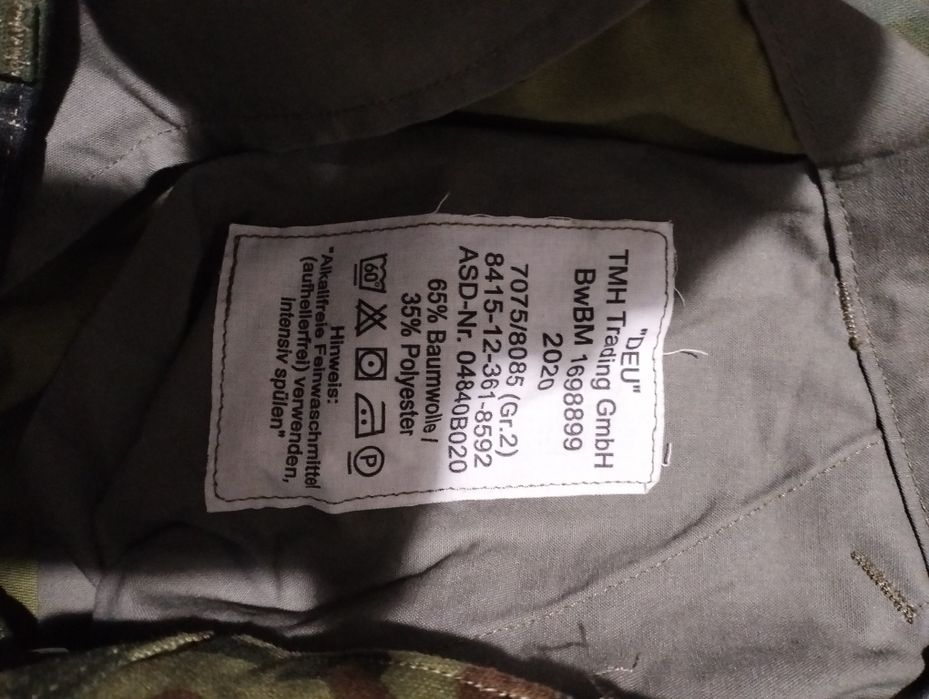 "DEU"
TMH Trading GmbH
BwBM 1698899
2020
7075/8085 (Gr.2)
8415-12-361-8592
ASD-Nr. 04840B020
65% Baumwolle /
35% Polyester
60° P
Hinweis:
"Alkalifreie Feinwaschmittel
(aufhellerfrei) verwenden,
intensiv spülen"